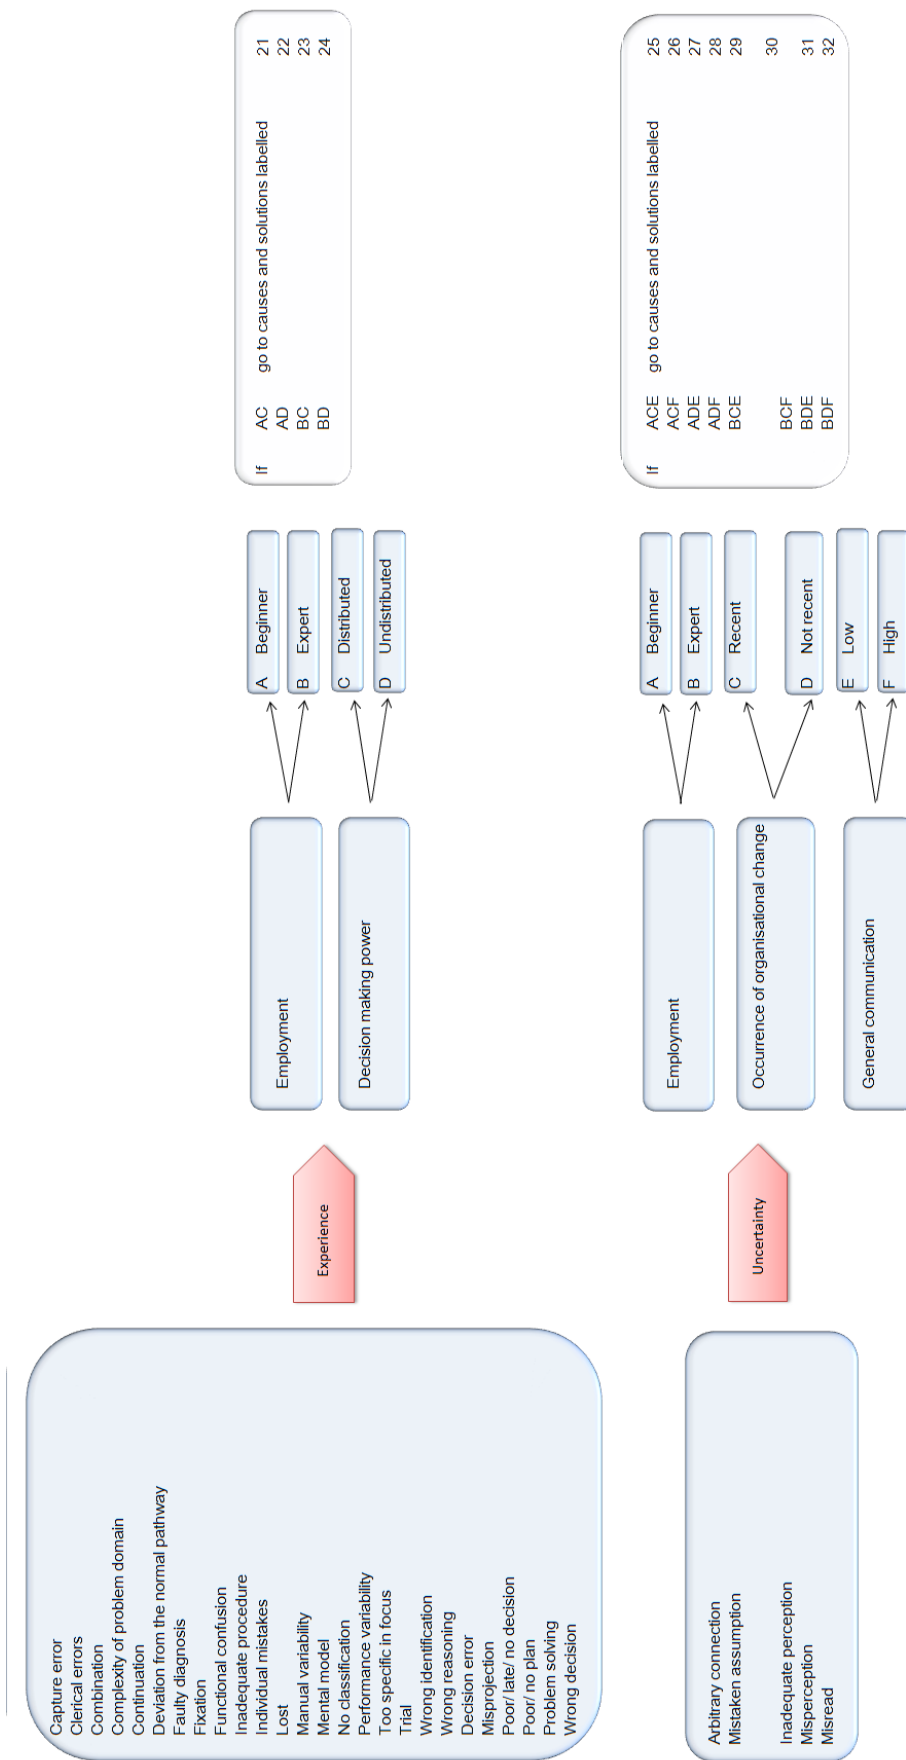 Capture error
Clerical errors
Combination
Complexity of problem domain
Continuation
Deviation from the normal pathway
Faulty diagnosis
Fixation
Functional confusion
Inadequate procedure
Individual mistakes
Lost
Manual variability
Mental model
No classification
Performance variability
Too specific in focus
Trial
Wrong identification
Wrong reasoning
Decision error
Misprojection
Poor/ late/ no decision
Poor/ no plan
Problem solving
Wrong decision
Experience
Employment
Decision making power
A Beginner
B Expert
C Distributed
D Undistributed
If AC go to causes and solutions labelled 21
AD 22
BC 23
BD 24
Arbitrary connection
Mistaken assumption
Inadequate perception
Misperception
Misread
Uncertainty
Employment
Occurrence of organisational change
General communication
A Beginner
B Expert
C Recent
D Not recent
E Low
F High
If ACE go to causes and solutions labelled 25
ACF 26
ADE 27
ADF 28
BCE 29
BCF 30
BDE 31
BDF 32